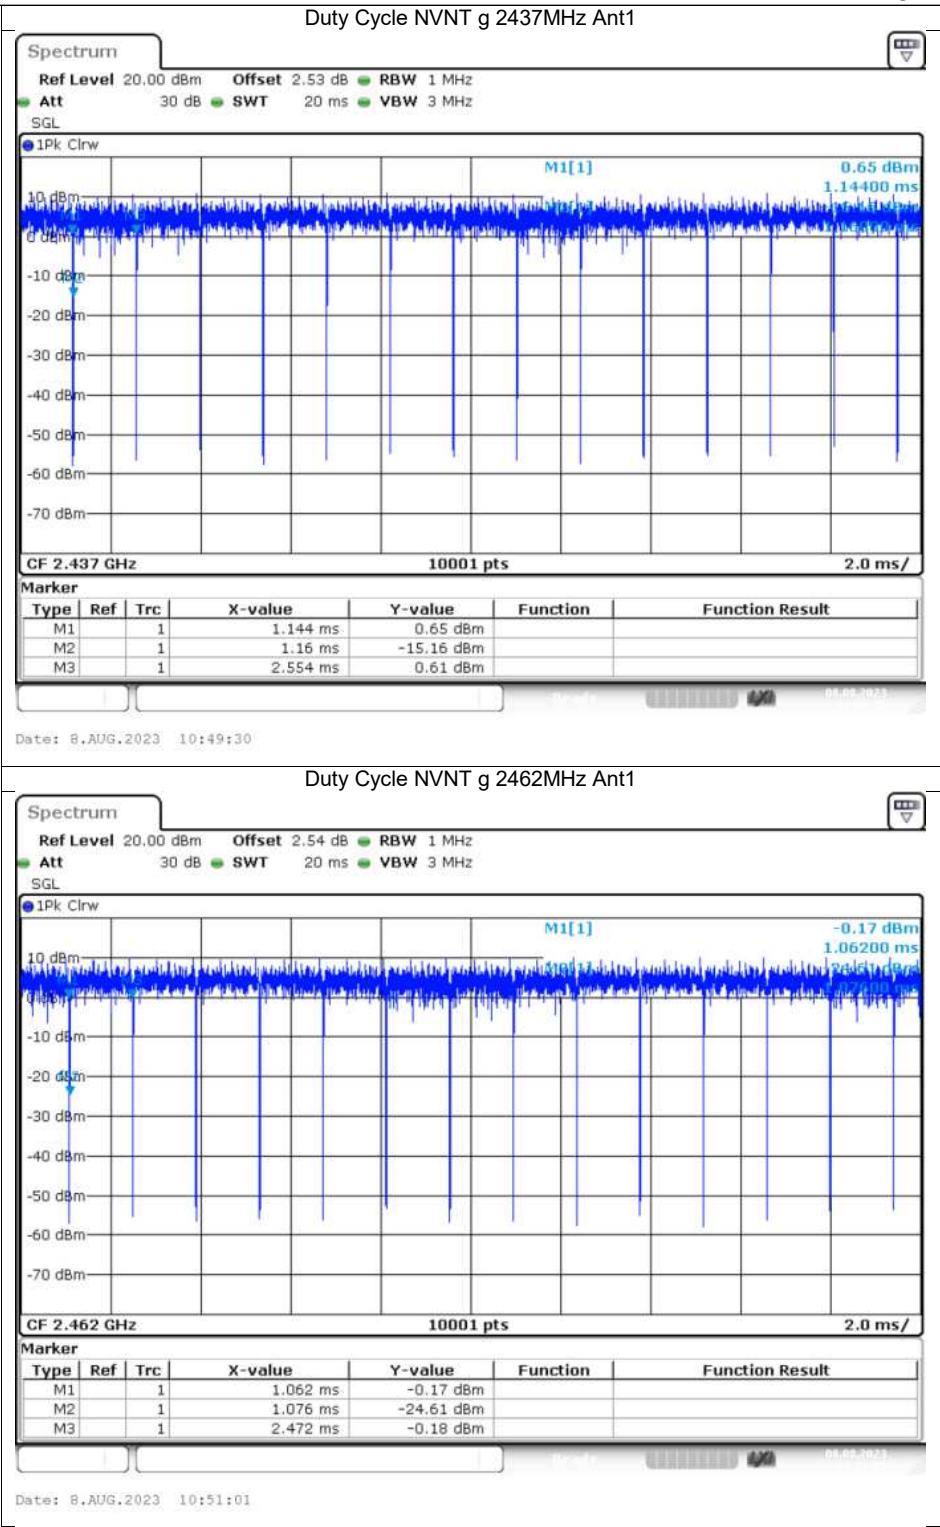 Duty Cycle NVNT g 2437MHz Ant1
Spectrum
Ref Level 20.00 dBm Offset 2.53 dB RBW 1 MHz
Att 30 dB SWT 20 ms VBW 3 MHz
SGL
1Pk Clrw
M1[1] 0.65 dBm
1.14400 ms
10 dBm
0 dBm
-10 dBm
-20 dBm
-30 dBm
-40 dBm
-50 dBm
-60 dBm
-70 dBm
CF 2.437 GHz 10001 pts 2.0 ms/
Marker
Type Ref Trc X-value Y-value Function Function Result
M1 1 1.144 ms 0.65 dBm
M2 1 1.16 ms -15.16 dBm
M3 1 2.554 ms 0.61 dBm
Date: 8.AUG.2023 10:49:30
Duty Cycle NVNT g 2462MHz Ant1
Spectrum
Ref Level 20.00 dBm Offset 2.54 dB RBW 1 MHz
Att 30 dB SWT 20 ms VBW 3 MHz
SGL
1Pk Clrw
M1[1] -0.17 dBm
1.06200 ms
10 dBm
-10 dBm
-20 dBm
-30 dBm
-40 dBm
-50 dBm
-60 dBm
-70 dBm
CF 2.462 GHz 10001 pts 2.0 ms/
Marker
Type Ref Trc X-value Y-value Function Function Result
M1 1 1.062 ms -0.17 dBm
M2 1 1.076 ms -24.61 dBm
M3 1 2.472 ms -0.18 dBm
Date: 8.AUG.2023 10:51:01